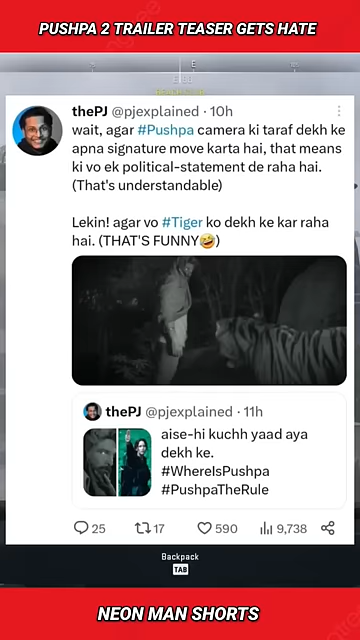 PUSHPA 2 TRAILER TEASER GETS HATE
E
thePJ @pjexplained · 10h
wait, agar #Pushpa camera ki taraf dekh ke
apna signature move karta hai, that means
ki vo ek political-statement de raha hai.
(That's understandable)
Lekin! agar vo #Tiger ko dekh ke kar raha
hai. (THAT'S FUNNY🤣)
thePJ @pjexplained · 11h
aise-hi kuchh yaad aya
dekh ke.
#WhereIsPushpa
#PushpaTheRule
25 17 590 9,738
Backpack
TAB
NEON MAN SHORTS